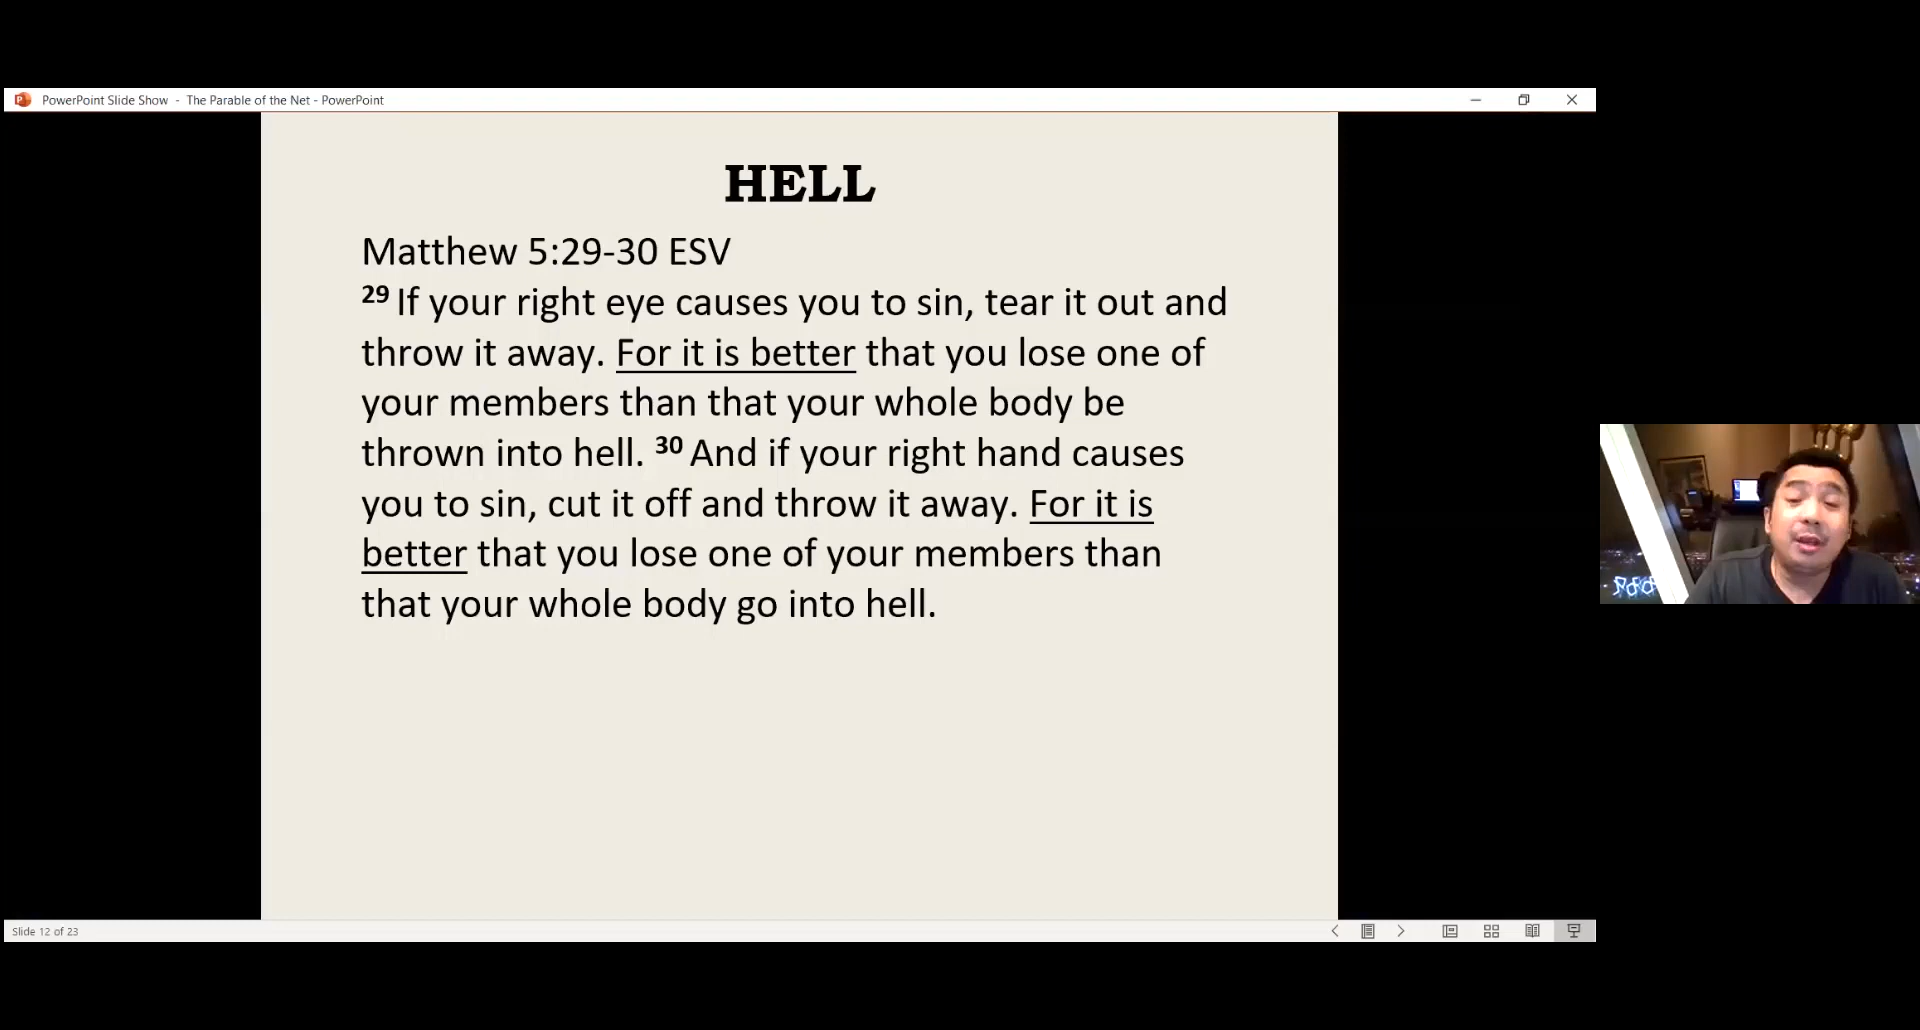 PowerPoint Slide Show - The Parable of the Net - PowerPoint
HELL
Matthew 5:29-30 ESV
29 If your right eye causes you to sin, tear it out and
throw it away. For it is better that you lose one of
your members than that your whole body be
thrown into hell. 30 And if your right hand causes
you to sin, cut it off and throw it away. For it is
better that you lose one of your members than
that your whole body go into hell.
Slide 12 of 23